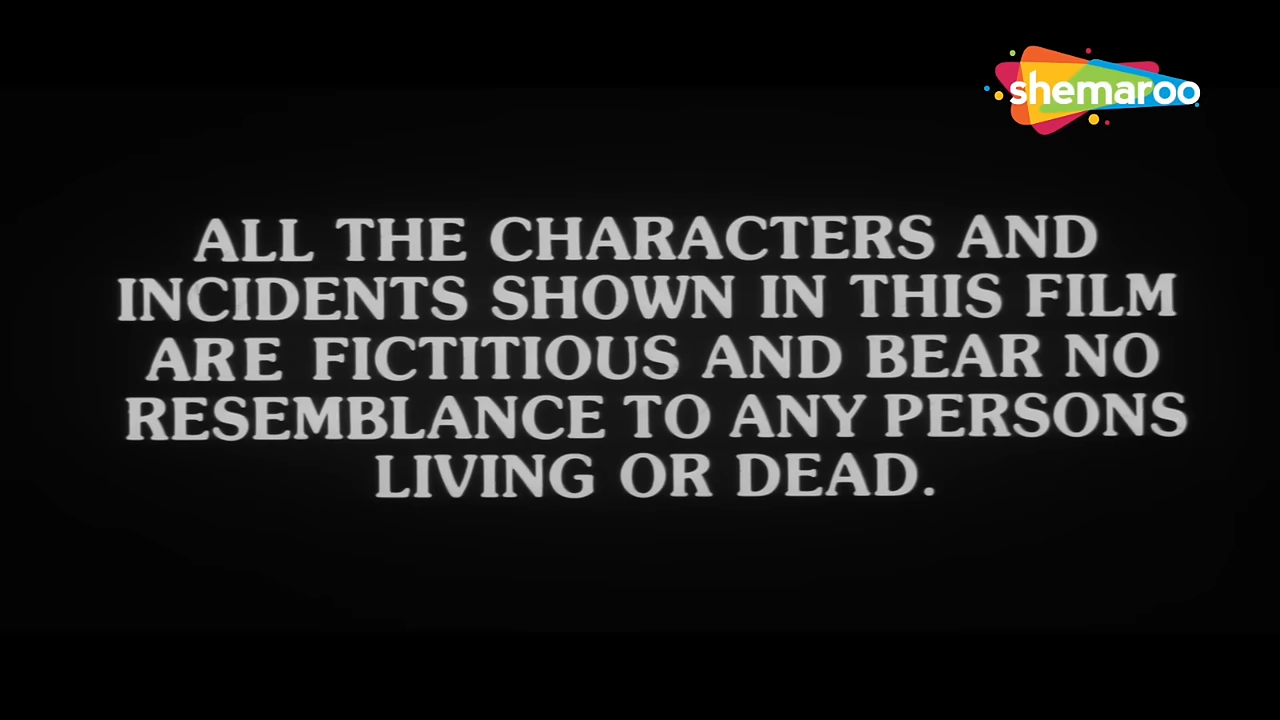 shemaroo
ALL THE CHARACTERS AND
INCIDENTS SHOWN IN THIS FILM
ARE FICTITIOUS AND BEAR NO
RESEMBLANCE TO ANY PERSONS
LIVING OR DEAD.